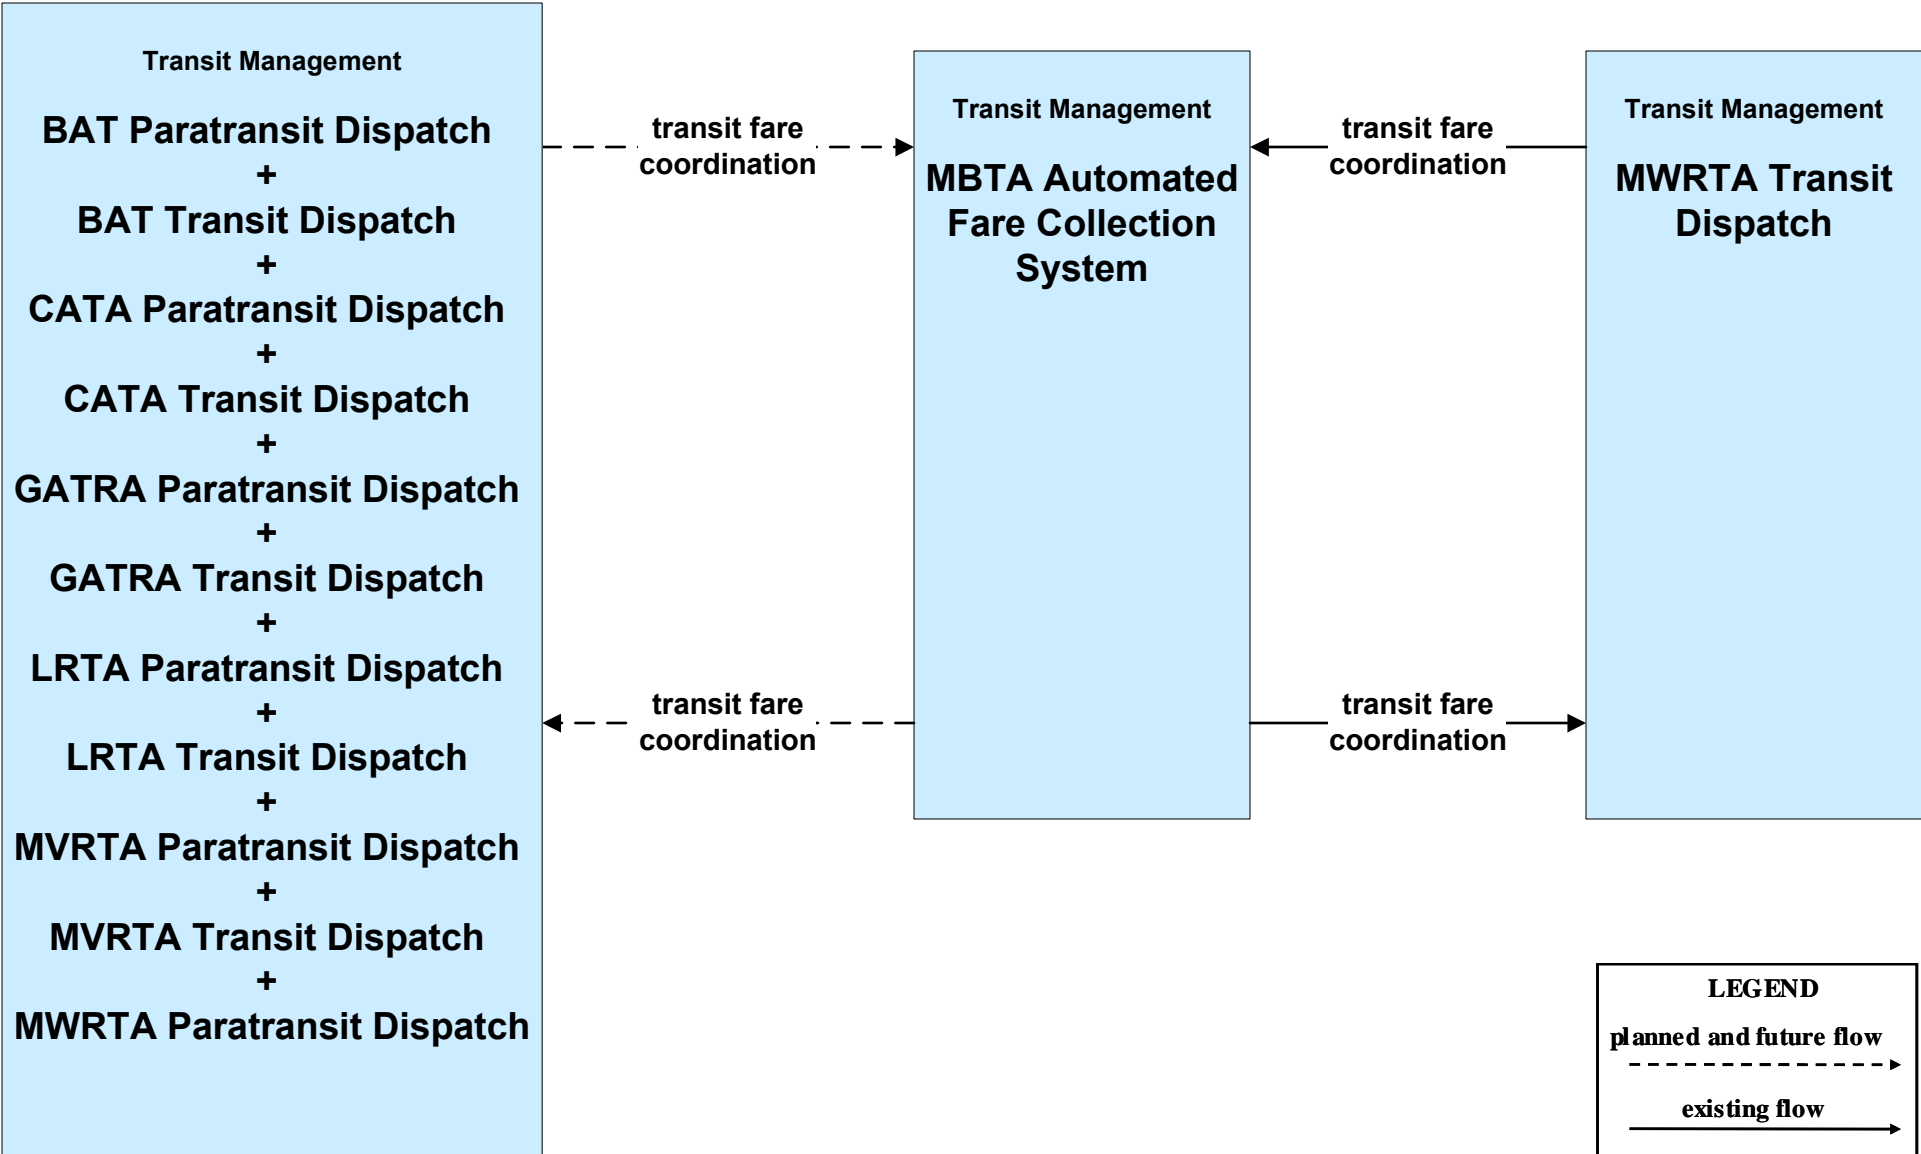 Transit Management
BAT Paratransit Dispatch
+
BAT Transit Dispatch
+
CATA Paratransit Dispatch
+
CATA Transit Dispatch
+
GATRA Paratransit Dispatch
+
GATRA Transit Dispatch
+
LRTA Paratransit Dispatch
+
LRTA Transit Dispatch
+
MVRTA Paratransit Dispatch
+
MVRTA Transit Dispatch
+
MWRTA Paratransit Dispatch
transit fare
coordination
transit fare
coordination
Transit Management
MBTA Automated
Fare Collection
System
transit fare
coordination
transit fare
coordination
Transit Management
MWRTA Transit
Dispatch
LEGEND
planned and future flow
existing flow